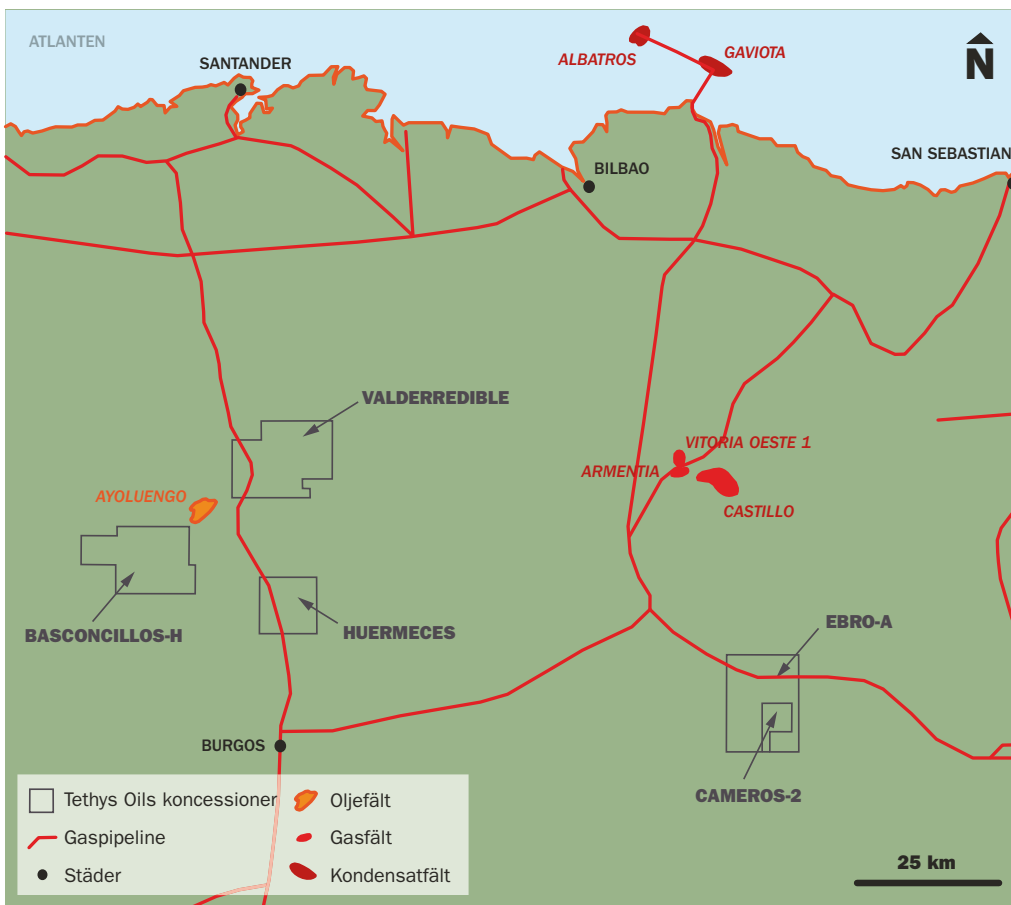 ATLANTEN
SANTANDER
ALBATROS
GAVIOTA
N
BILBAO
SAN SEBASTIAN
VALDERREDIBLE
VITORIA OESTE 1
ARMENTIA
AYOLUENGO
CASTILLO
BASCONCILLOS-H
HUERMECES
EBRO-A
BURGOS
CAMEROS-2
Tethys Oils koncessioner
Oljefält
Gaspipeline
Gasfält
Städer
Kondensatfält
25 km